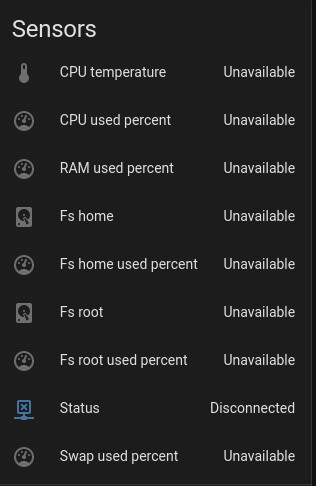 Sensors
CPU temperature Unavailable
CPU used percent Unavailable
RAM used percent Unavailable
Fs home Unavailable
Fs home used percent Unavailable
Fs root Unavailable
Fs root used percent Unavailable
Status Disconnected
Swap used percent Unavailable